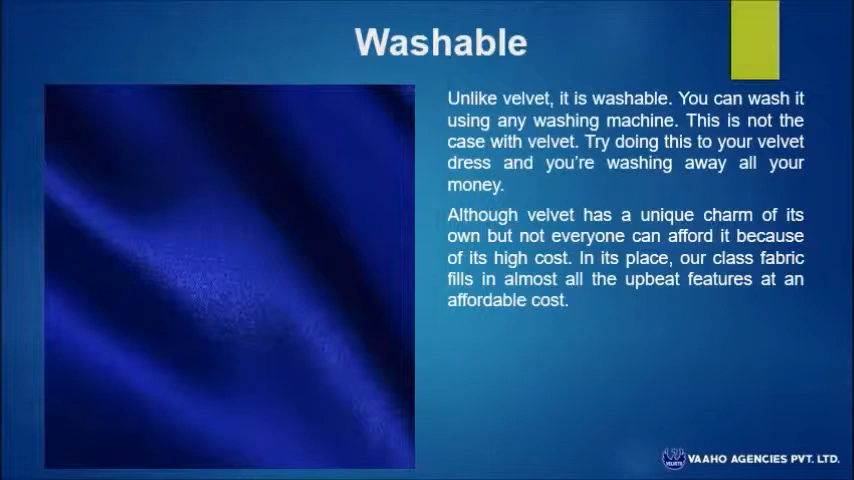 Washable
Unlike velvet, it is washable. You can wash it
using any washing machine. This is not the
case with velvet. Try doing this to your velvet
dress and you're washing away all your
money.
Although velvet has a unique charm of its
own but not everyone can afford it because
of its high cost. In its place, our class fabric
fills in almost all the upbeat features at an
affordable cost.
VELVETS
VAAHO AGENCIES PVT. LTD.